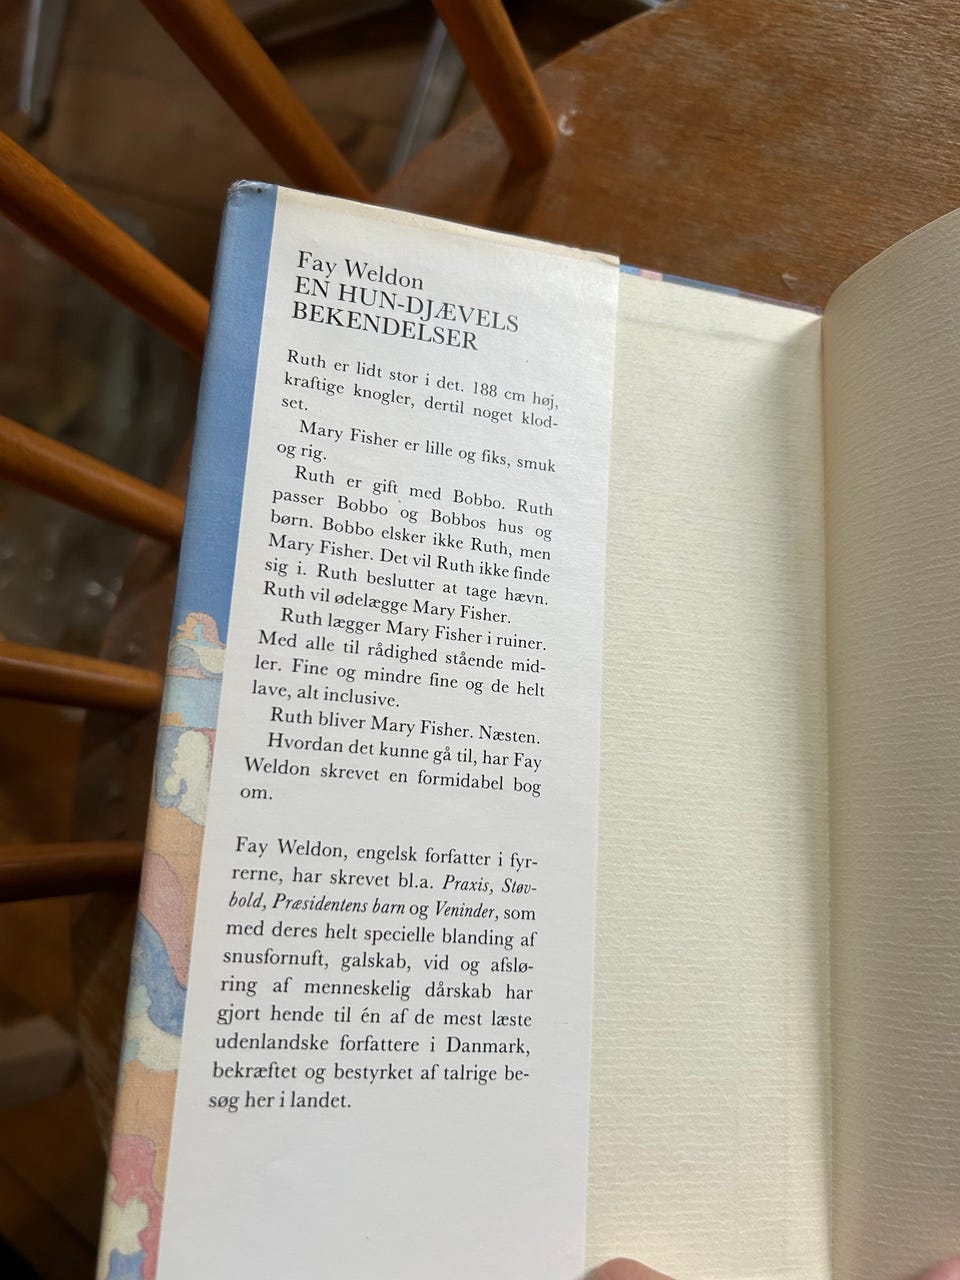 Fay Weldon
EN HUN-DJÆVELS
BEKENDELSER
Ruth er lidt stor i det. 188 cm høj,
kraftige knogler, dertil noget klod-
set.
Mary Fisher er lille og fiks, smuk
og rig.
Ruth er gift med Bobbo. Ruth
passer Bobbo og Bobbos hus og
børn. Bobbo elsker ikke Ruth, men
Mary Fisher. Det vil Ruth ikke finde
sig i. Ruth beslutter at tage hævn.
Ruth vil ødelægge Mary Fisher.
Ruth lægger Mary Fisher i ruiner.
Med alle til rådighed stående mid-
ler. Fine og mindre fine og de helt
lave, alt inclusive.
Ruth bliver Mary Fisher. Næsten.
Hvordan det kunne gå til, har Fay
Weldon skrevet en formidabel bog
om.
Fay Weldon, engelsk forfatter i fyr-
rerne, har skrevet bl.a. Praxis, Støv-
bold, Præsidentens barn og Veninder, som
med deres helt specielle blanding af
snusfornuft, galskab, vid og afslø-
ring af menneskelig dårskab har
gjort hende til én af de mest læste
udenlandske forfattere i Danmark,
bekræftet og bestyrket af talrige be-
søg her i landet.